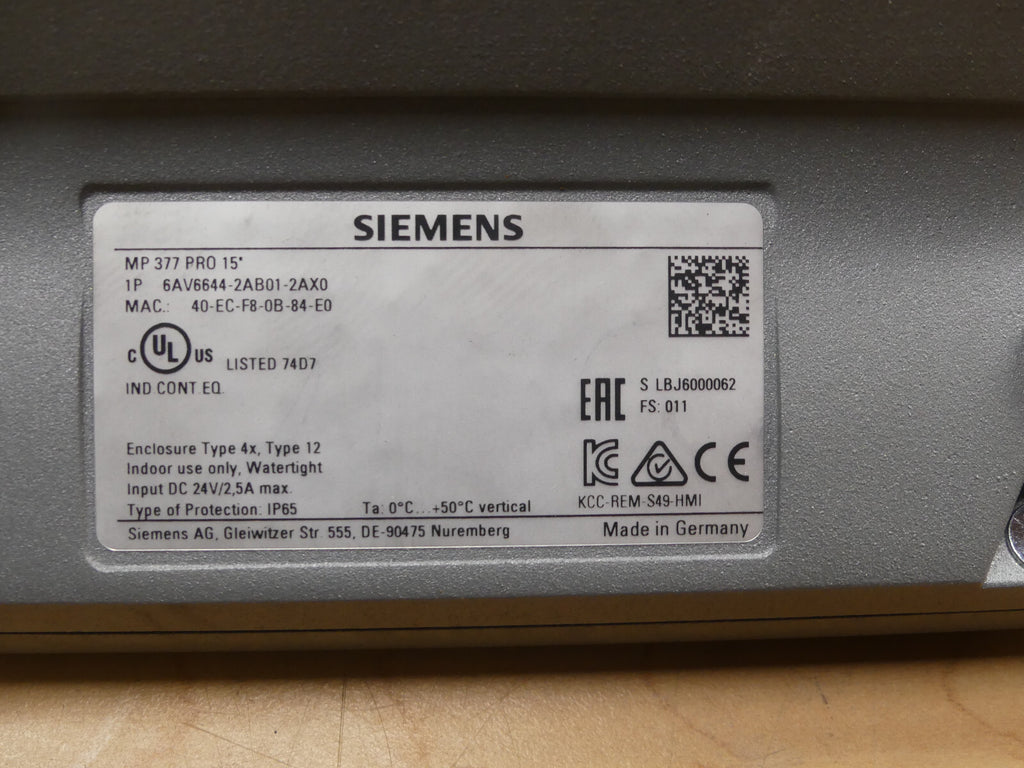 SIEMENS
MP 377 PRO 15"
1P 6AV6644-2AB01-2AX0
MAC.: 40-EC-F8-0B-84-E0
C UL US LISTED 74D7
IND CONT EQ.
EAC S LBJ6000062
FS: 011
Enclosure Type 4x, Type 12
Indoor use only, Watertight
Input DC 24V/2,5A max.
KC CE
Type of Protection: IP65 Ta: 0°C...+50°C vertical
KCC-REM-S49-HMI
Siemens AG, Gleiwitzer Str. 555, DE-90475 Nuremberg
Made in Germany